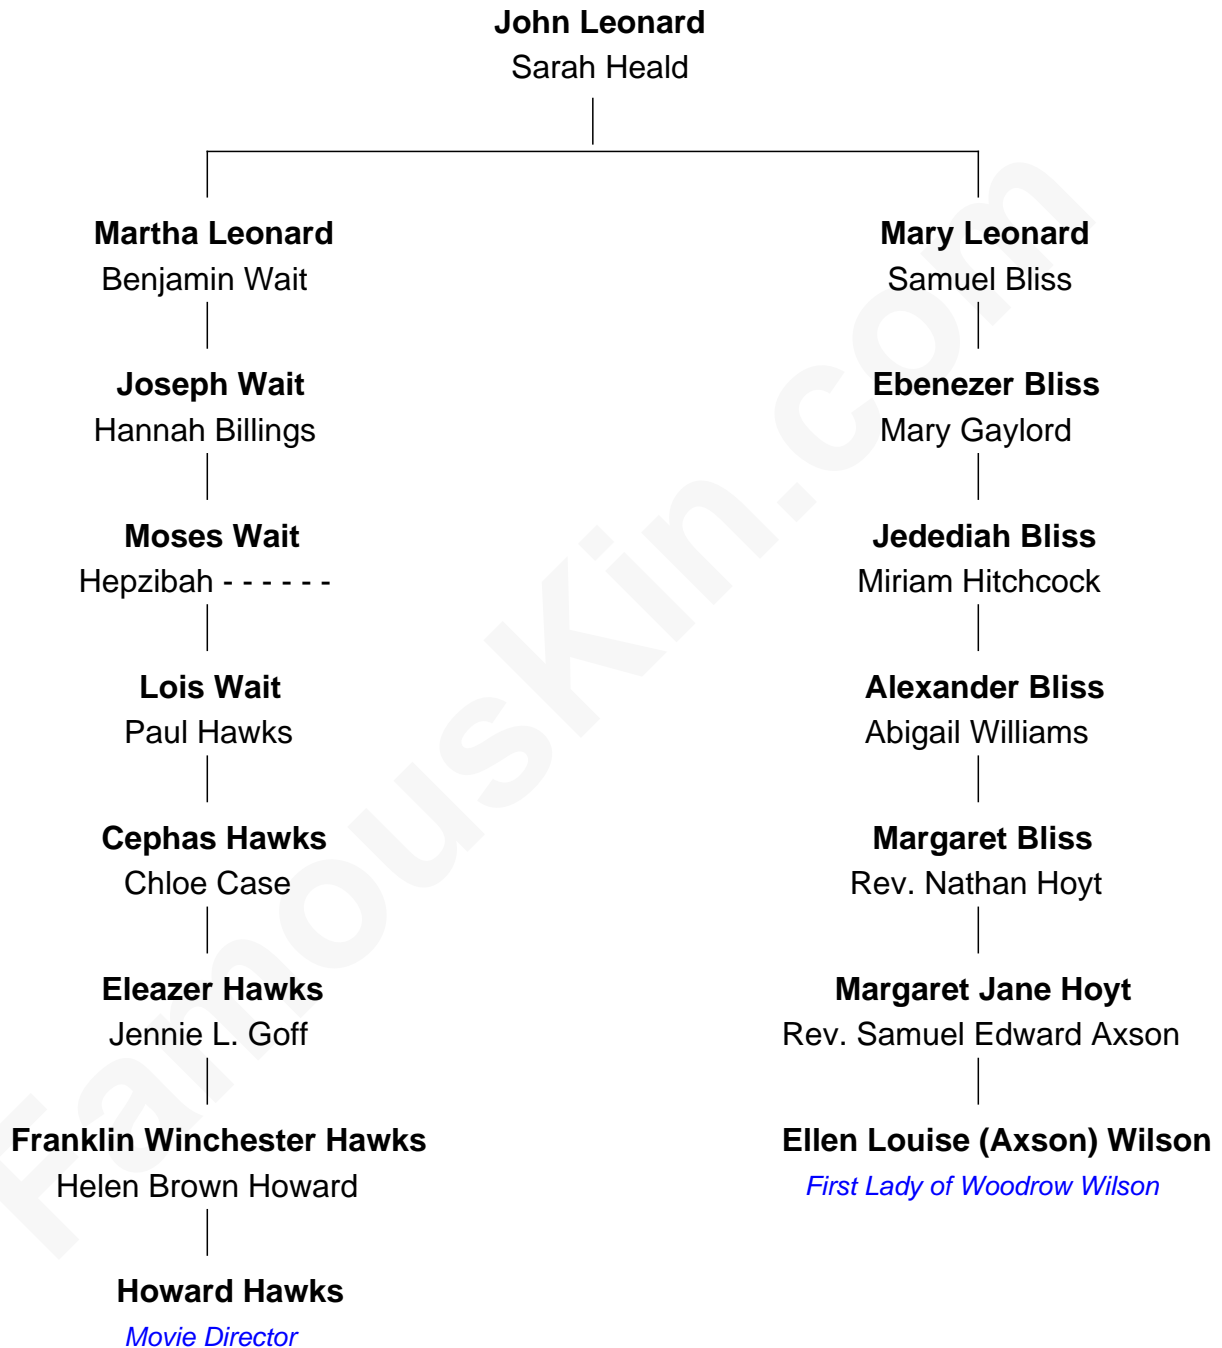 John Leonard
Sarah Heald
Martha Leonard
Benjamin Wait
Mary Leonard
Samuel Bliss
Joseph Wait
Hannah Billings
Ebenezer Bliss
Mary Gaylord
Moses Wait
Hepzibah - - - - - -
Jedediah Bliss
Miriam Hitchcock
Lois Wait
Paul Hawks
Alexander Bliss
Abigail Williams
Cephas Hawks
Chloe Case
Margaret Bliss
Rev. Nathan Hoyt
Eleazer Hawks
Jennie L. Goff
Margaret Jane Hoyt
Rev. Samuel Edward Axson
Franklin Winchester Hawks
Helen Brown Howard
Ellen Louise (Axson) Wilson
First Lady of Woodrow Wilson
Howard Hawks
Movie Director
FamousKin.com